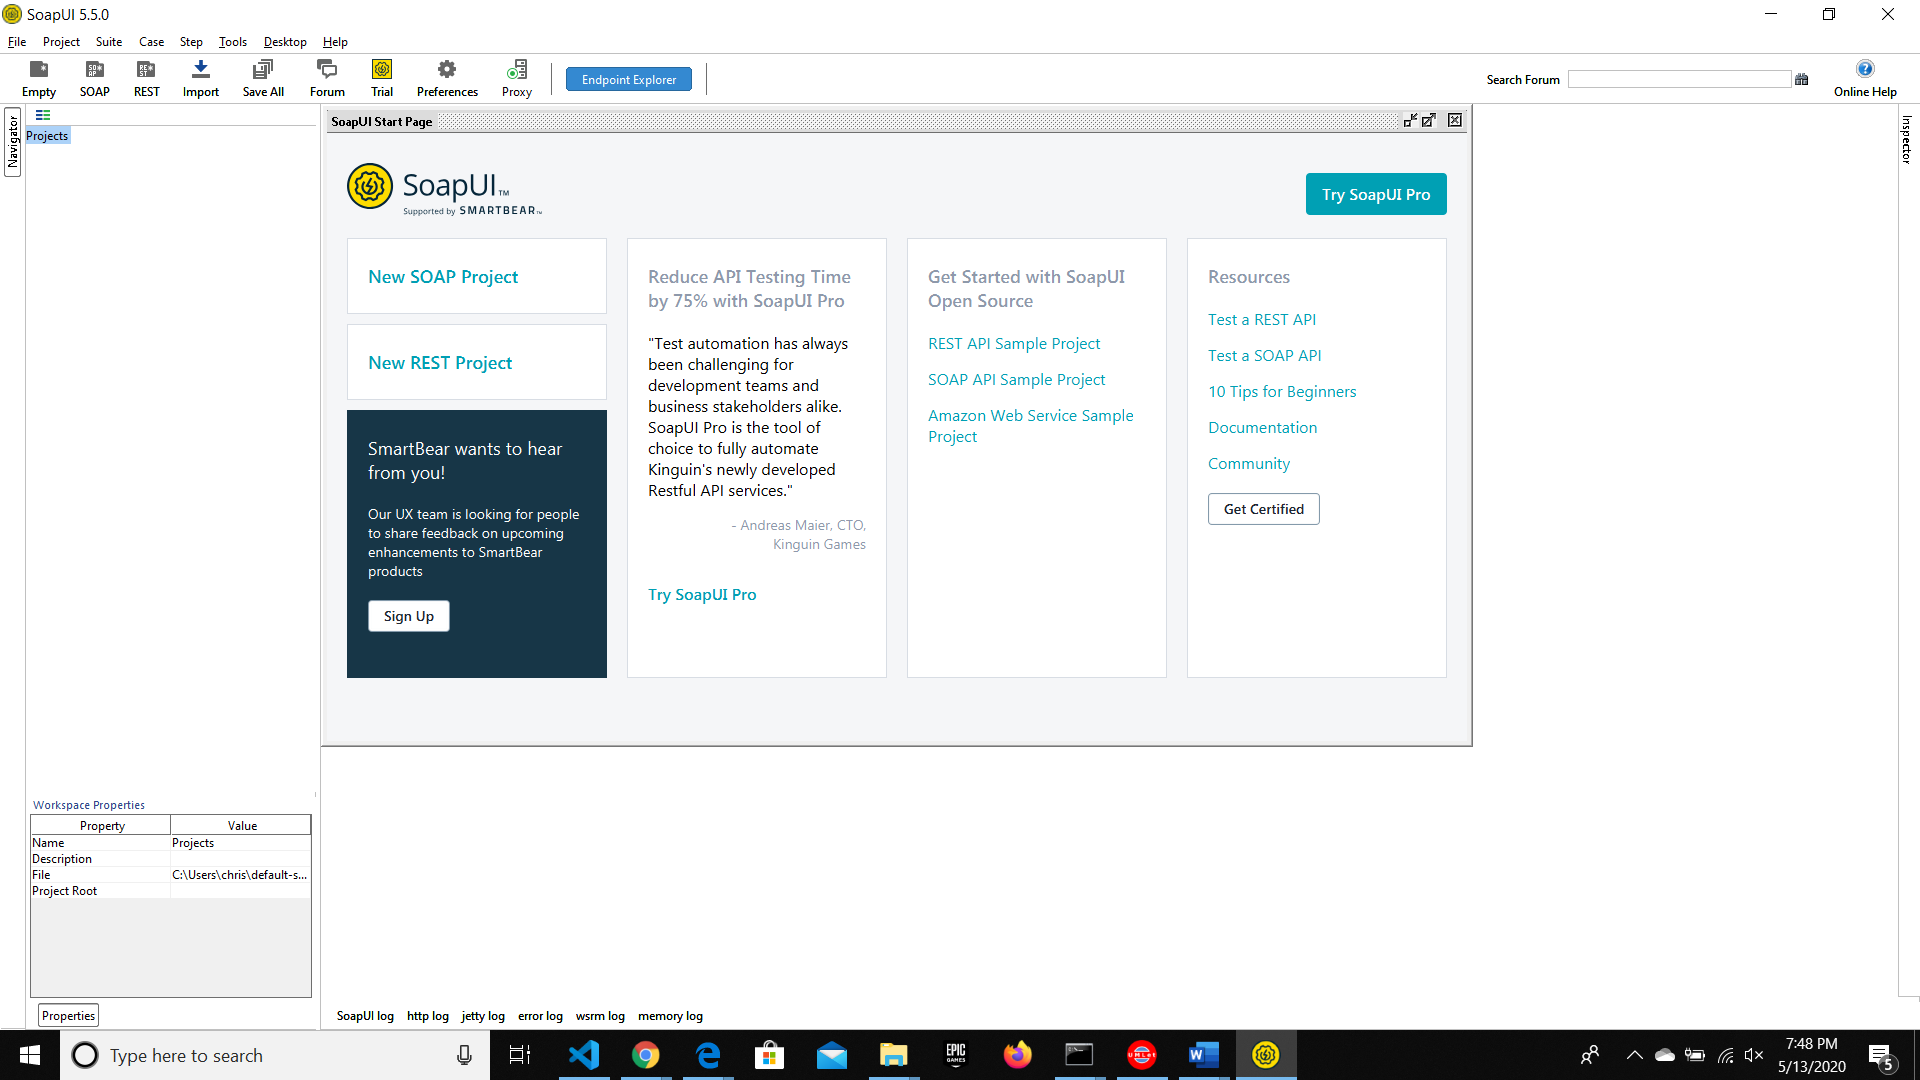 SoapUI 5.5.0
File Project Suite Case Step Tools Desktop Help
Empty SOAP REST Import Save All Forum Trial Preferences Proxy Endpoint Explorer Search Forum Online Help
Navigator
Projects
Inspector
SoapUI Start Page
SoapUI™
Supported by SMARTBEAR™
Try SoapUI Pro
New SOAP Project
New REST Project
SmartBear wants to hear
from you!
Our UX team is looking for people
to share feedback on upcoming
enhancements to SmartBear
products
Sign Up
Reduce API Testing Time
by 75% with SoapUI Pro
"Test automation has always
been challenging for
development teams and
business stakeholders alike.
SoapUI Pro is the tool of
choice to fully automate
Kinguin's newly developed
Restful API services."
- Andreas Maier, CTO,
Kinguin Games
Try SoapUI Pro
Get Started with SoapUI
Open Source
REST API Sample Project
SOAP API Sample Project
Amazon Web Service Sample
Project
Resources
Test a REST API
Test a SOAP API
10 Tips for Beginners
Documentation
Community
Get Certified
Workspace Properties
Property Value
Name Projects
Description
File C:\Users\chris\default-s...
Project Root
Properties
SoapUI log http log jetty log error log wsrm log memory log
Type here to search
EPIC
GAMES
UMLet
7:48 PM
5/13/2020
5